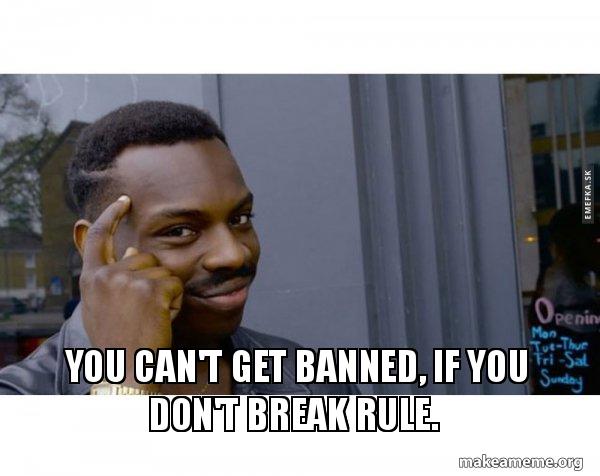 EMEFKA.SK
Openin
Mon
Tue-Thur
Fri -Sat
Sunday
YOU CAN'T GET BANNED, IF YOU
DON'T BREAK RULE.
makeameme.org